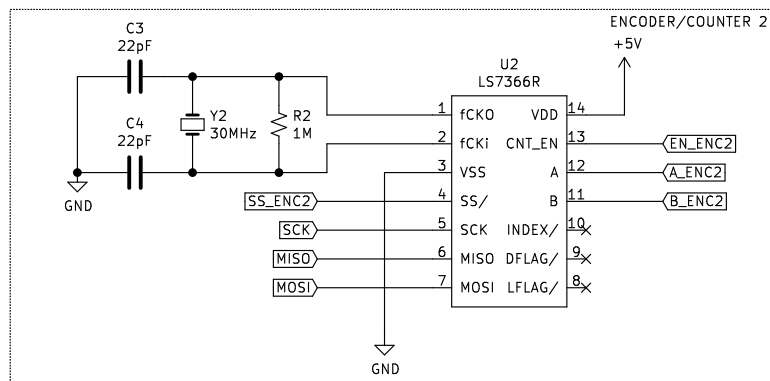 ENCODER/COUNTER 2
C3
22pF
+5V
U2
LS7366R
Y2
30MHz
R2
1M
C4
22pF
GND
1 fCKO VDD 14
2 fCKi CNT_EN 13 EN_ENC2
3 VSS A 12 A_ENC2
SS_ENC2 4 SS/ B 11 B_ENC2
SCK 5 SCK INDEX/ 10
MISO 6 MISO DFLAG/ 9
MOSI 7 MOSI LFLAG/ 8
GND